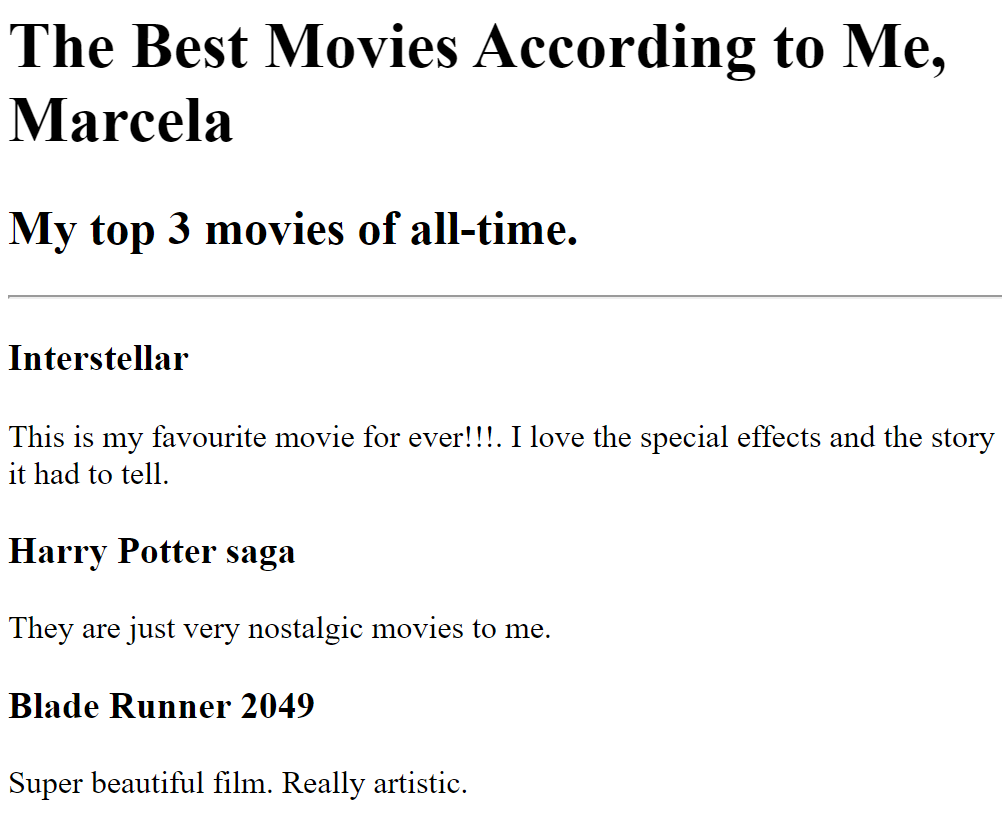 The Best Movies According to Me,
Marcela
My top 3 movies of all-time.
Interstellar
This is my favourite movie for ever!!!. I love the special effects and the story
it had to tell.
Harry Potter saga
They are just very nostalgic movies to me.
Blade Runner 2049
Super beautiful film. Really artistic.